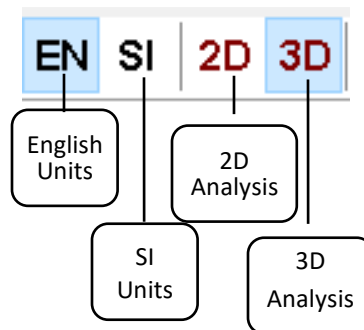 EN SI 2D 3D
English
Units
2D
Analysis
SI
Units
3D
Analysis